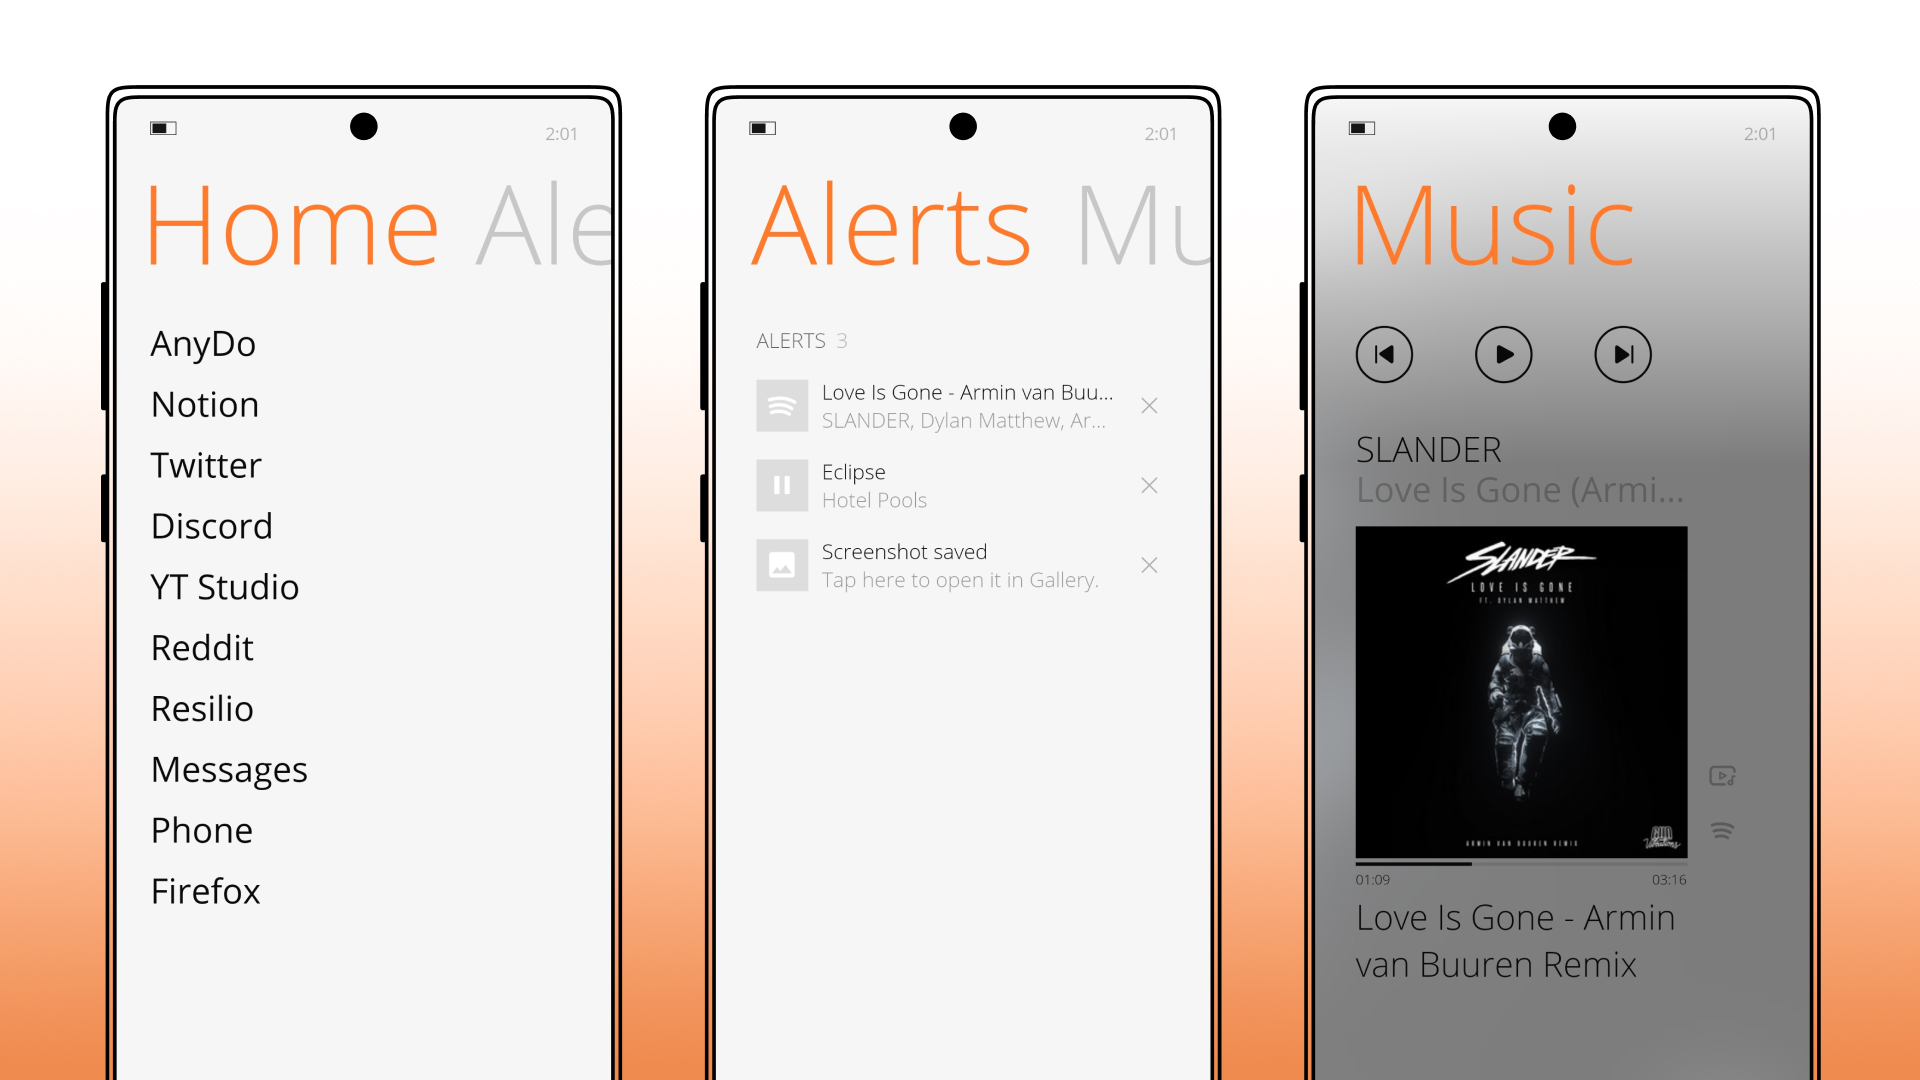 2:01
Home Ale
AnyDo
Notion
Twitter
Discord
YT Studio
Reddit
Resilio
Messages
Phone
Firefox
2:01
Alerts Mu
ALERTS 3
Love Is Gone - Armin van Buu...
SLANDER, Dylan Matthew, Ar...
Eclipse
Hotel Pools
Screenshot saved
Tap here to open it in Gallery.
2:01
Music
SLANDER
Love Is Gone (Armi...
SLANDER
LOVE IS GONE
FT. DYLAN MATTHEW
ARMIN VAN BUUREN REMIX
01:09 03:16
Love Is Gone - Armin
van Buuren Remix